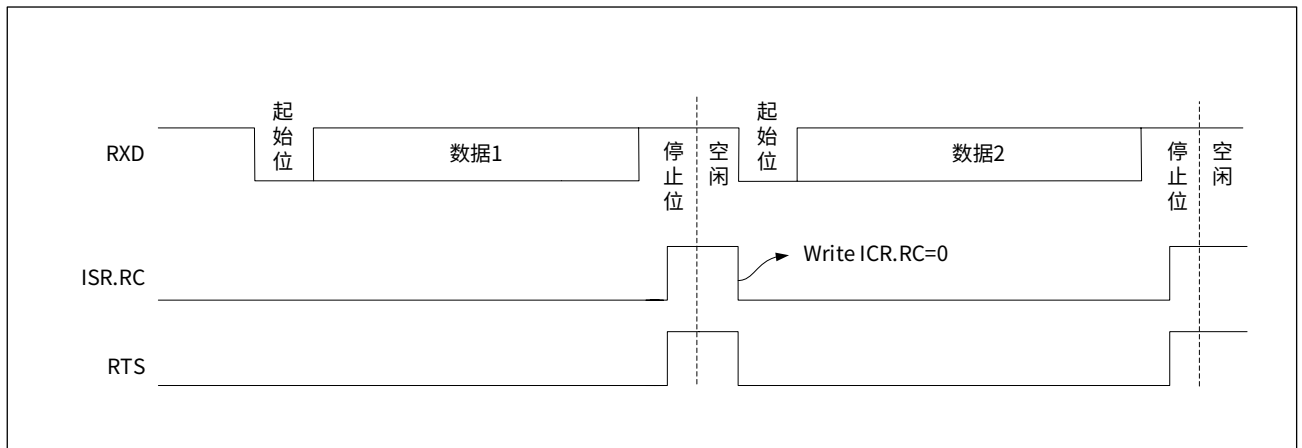 RXD
起始位
数据1
停止位
空闲
起始位
数据2
停止位
空闲
ISR.RC
Write ICR.RC=0
RTS